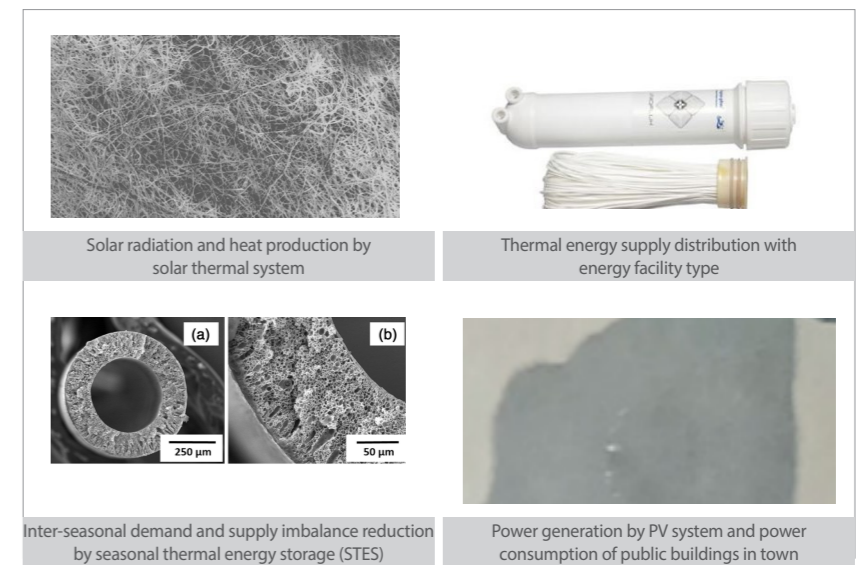 Solar radiation and heat production by
solar thermal system
Thermal energy supply distribution with
energy facility type
(a)
(b)
250 μm
50 μm
Inter-seasonal demand and supply imbalance reduction
by seasonal thermal energy storage (STES)
Power generation by PV system and power
consumption of public buildings in town